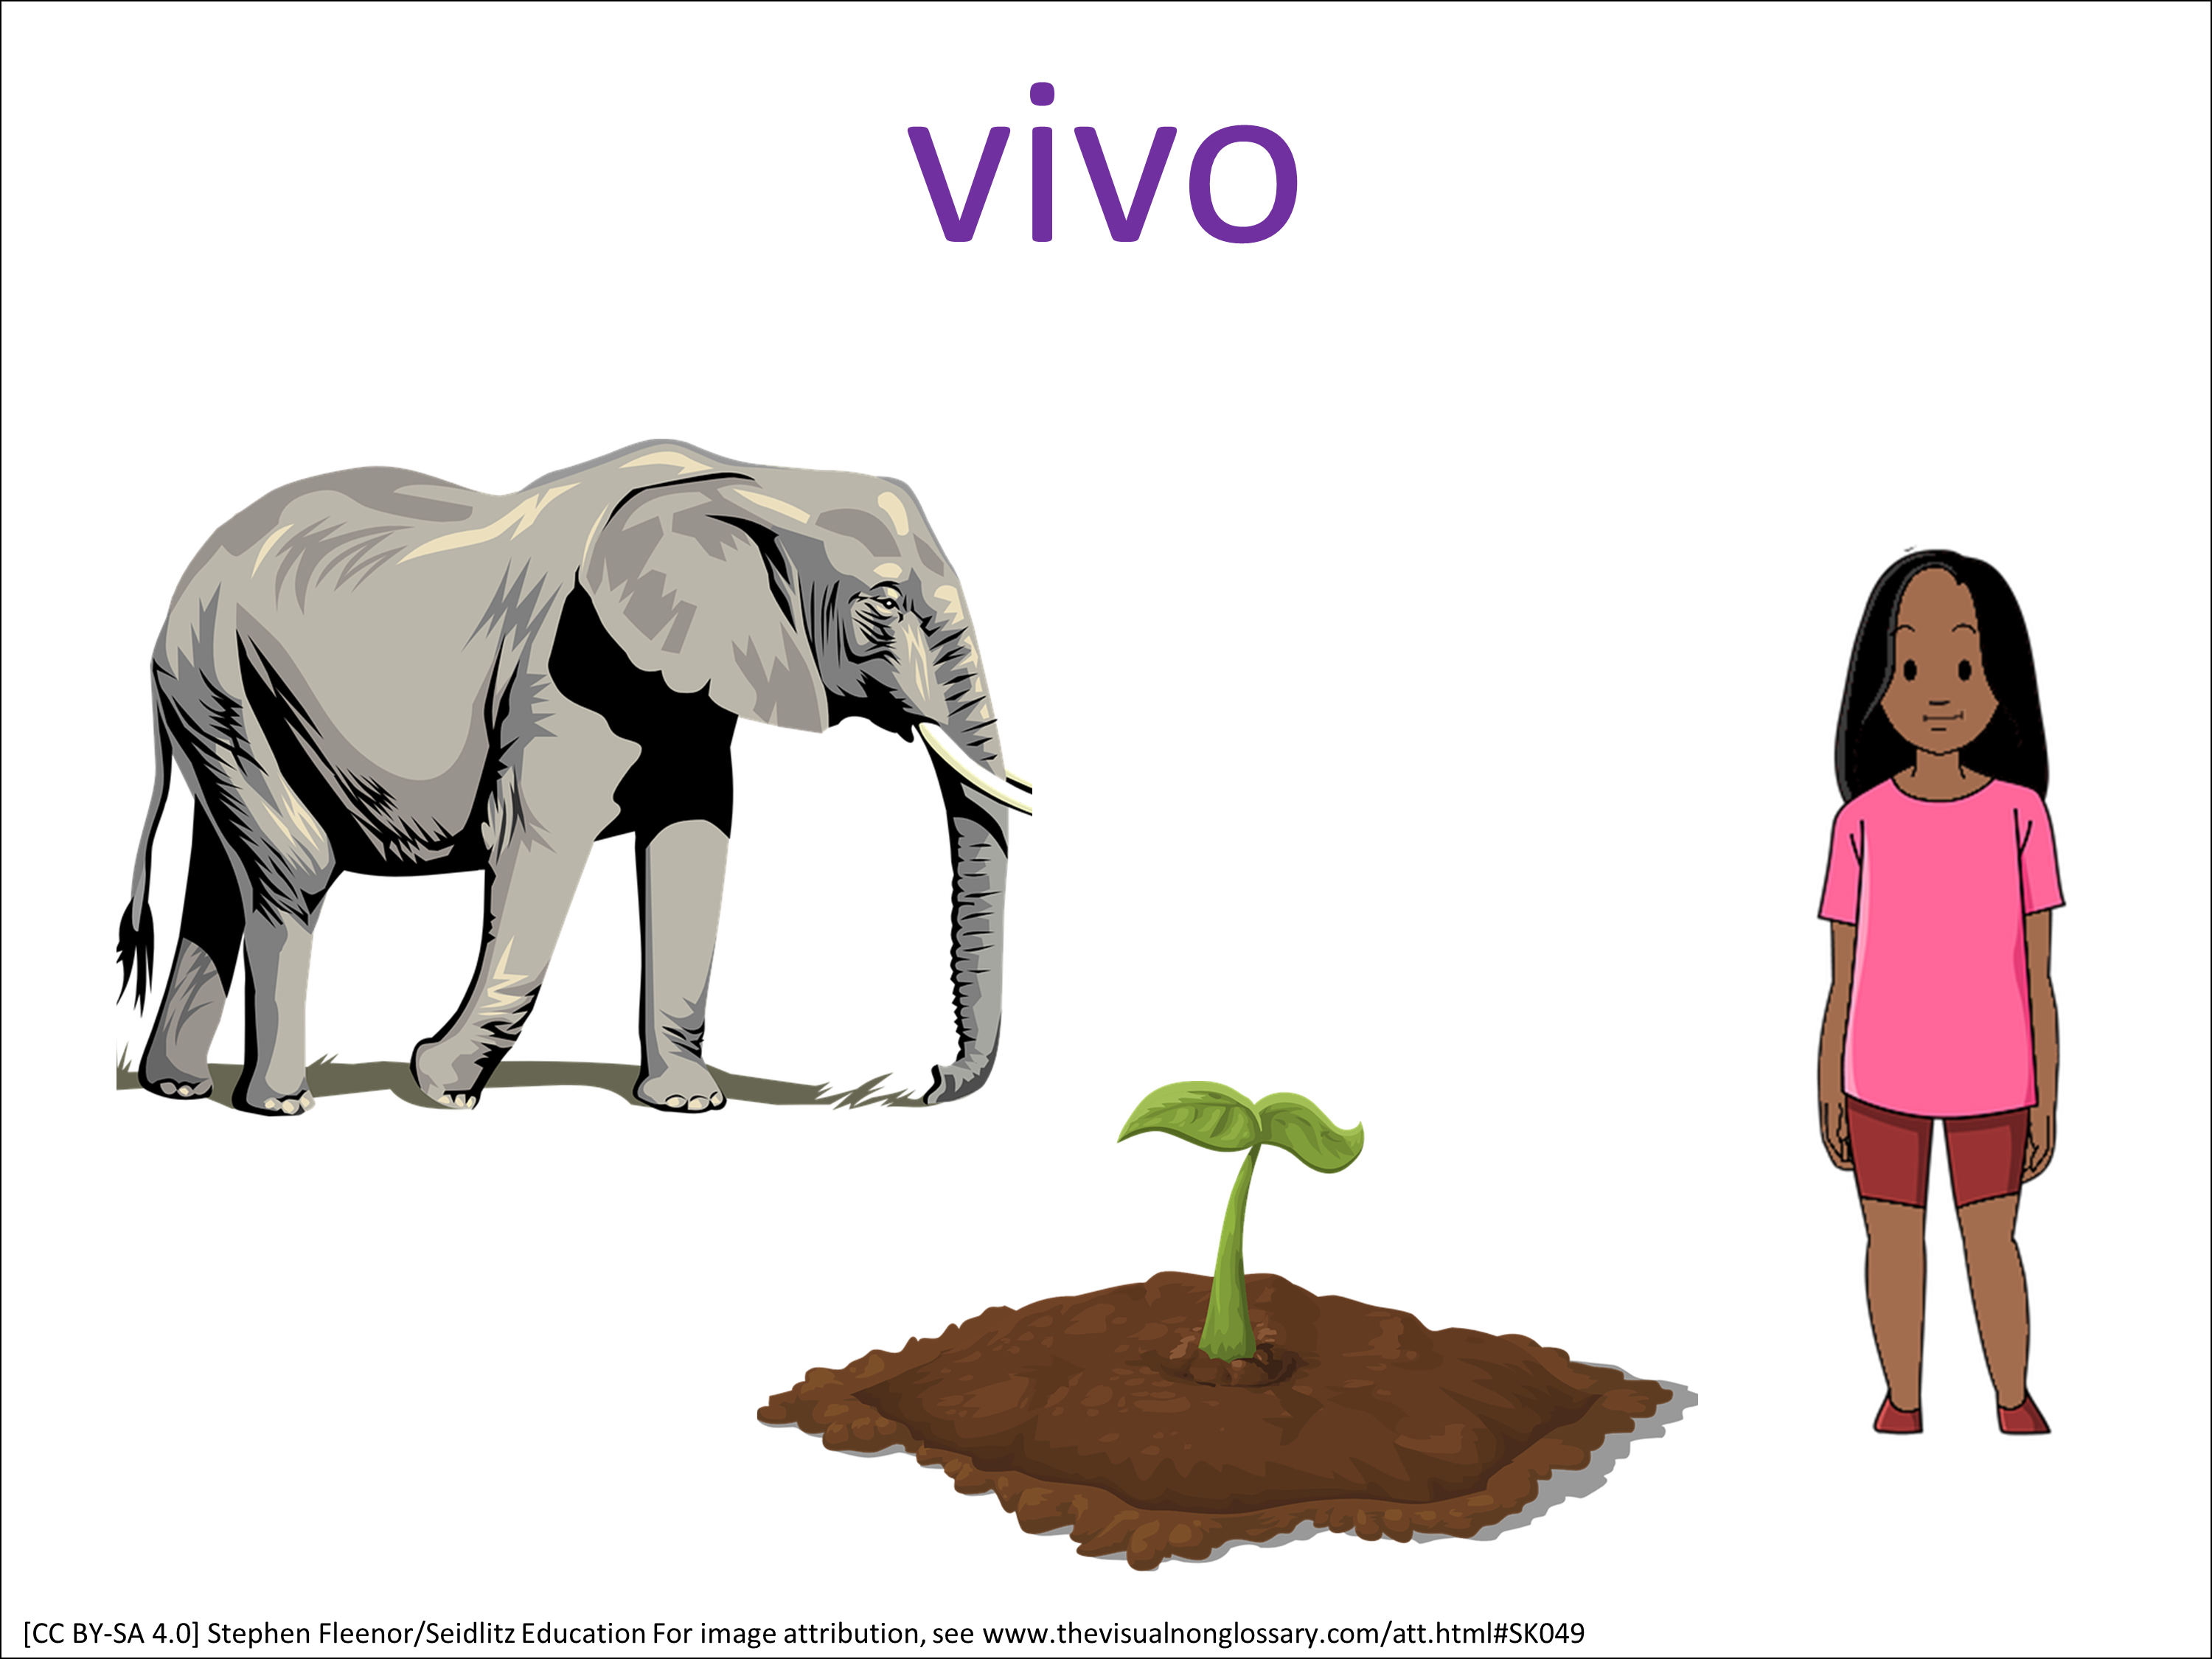 vivo
[CC BY-SA 4.0] Stephen Fleenor/Seidlitz Education For image attribution, see www.thevisualnonglossary.com/att.html#SK049